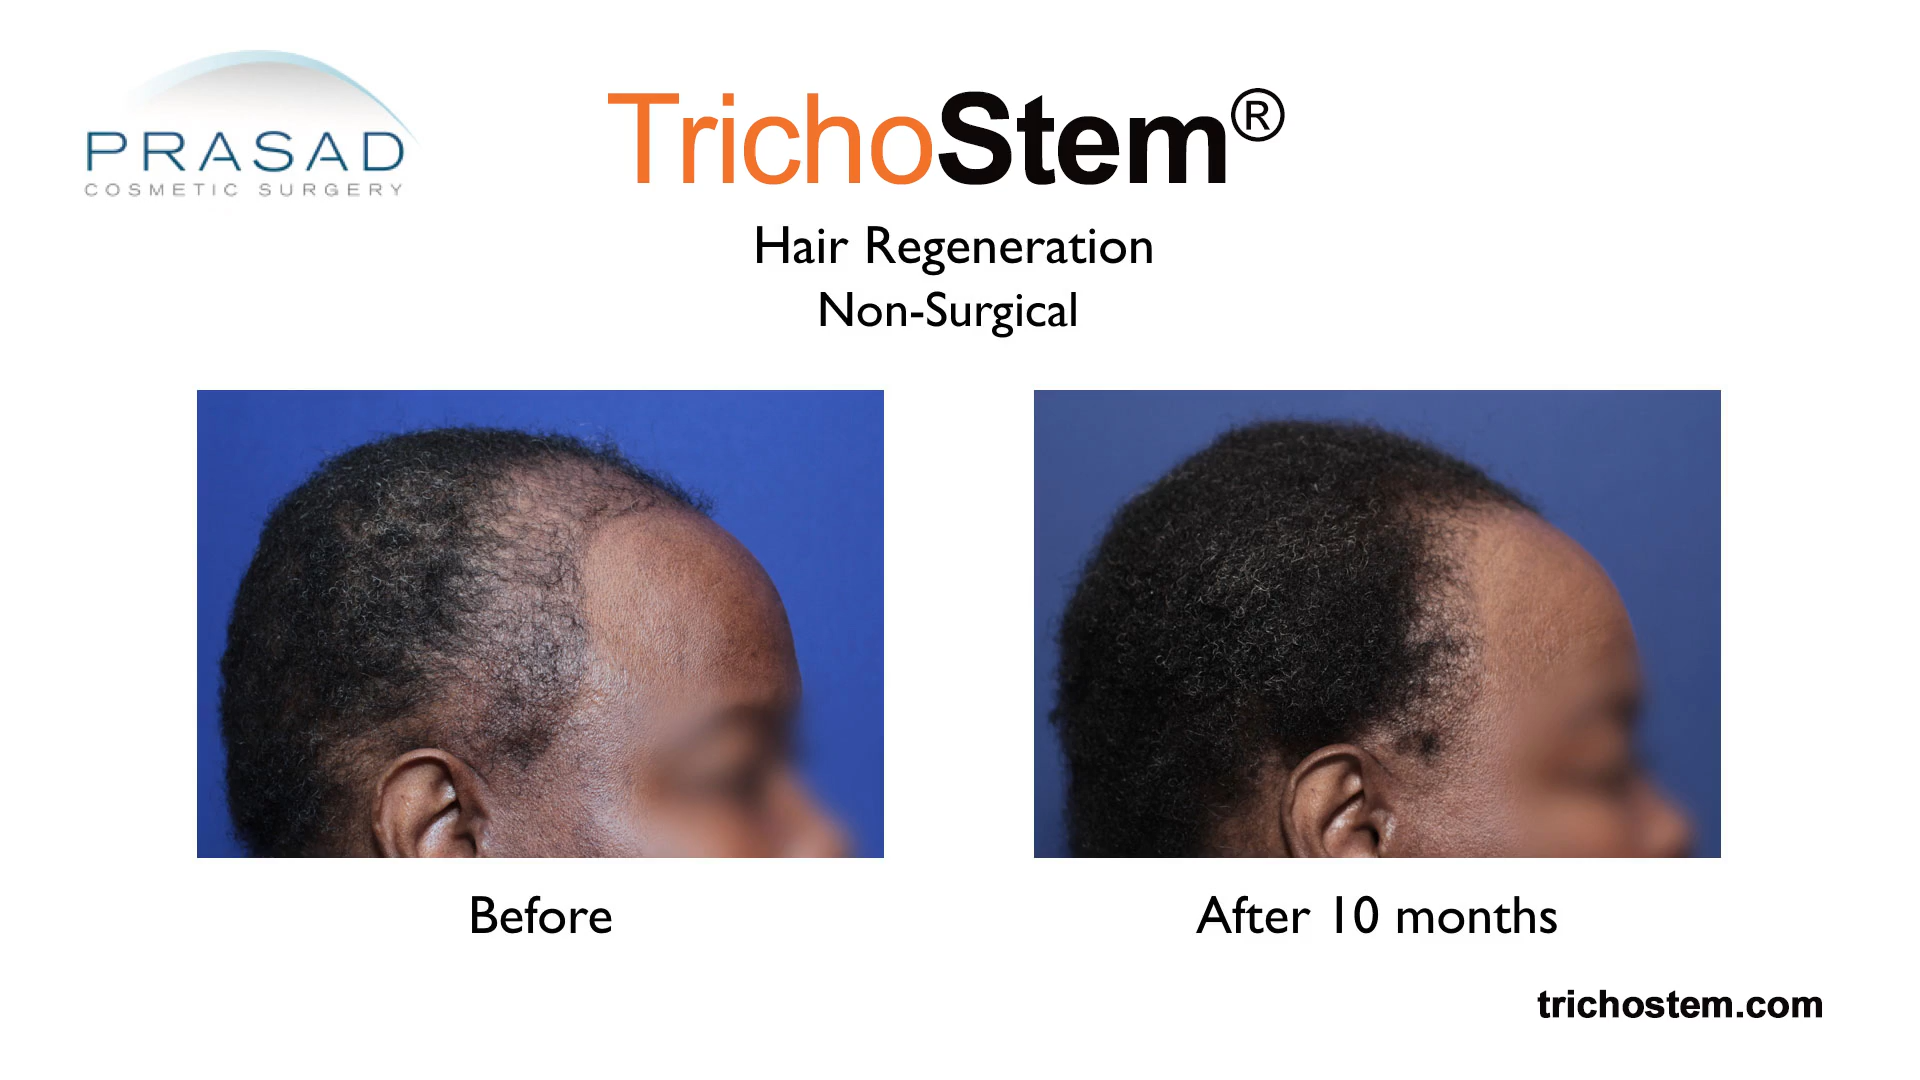 PRASAD
COSMETIC SURGERY
TrichoStem®
Hair Regeneration
Non-Surgical
Before
After 10 months
trichostem.com